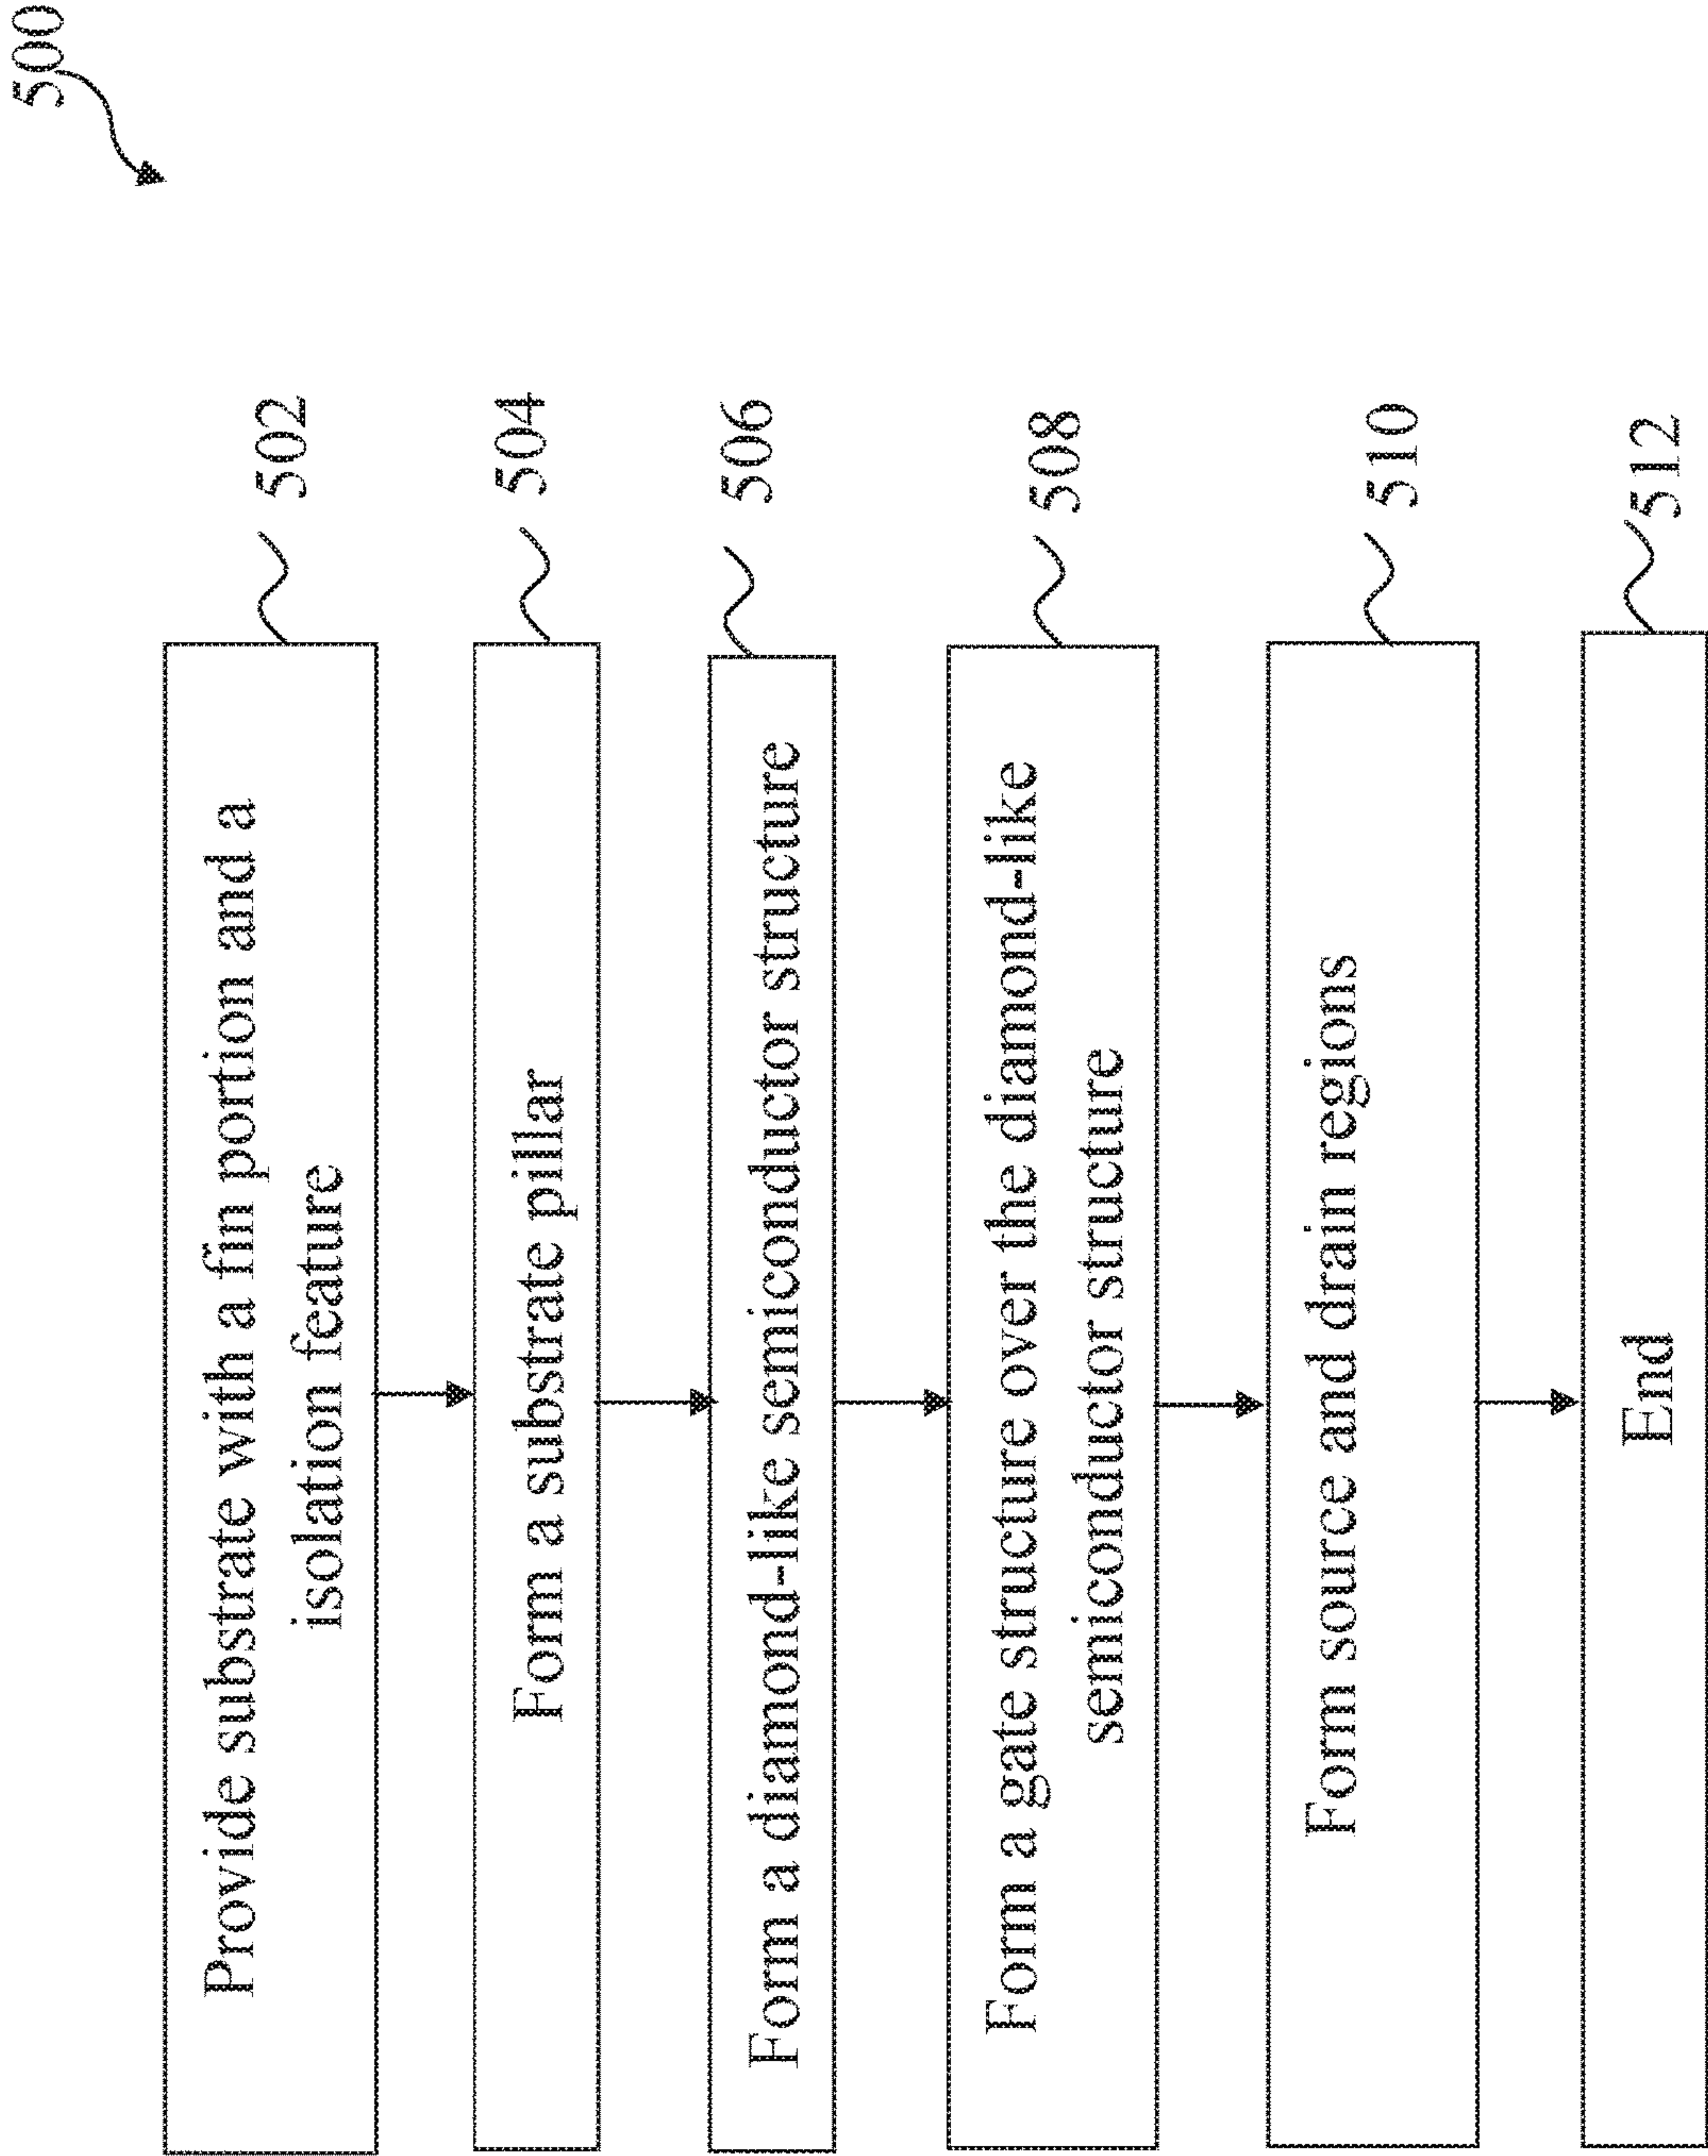 500
Provide substrate with a fin portion and a
isolation feature
502
Form a substrate pillar
504
Form a diamond-like semiconductor structure
506
Form a gate structure over the diamond-like
semiconductor structure
508
Form source and drain regions
510
End
512